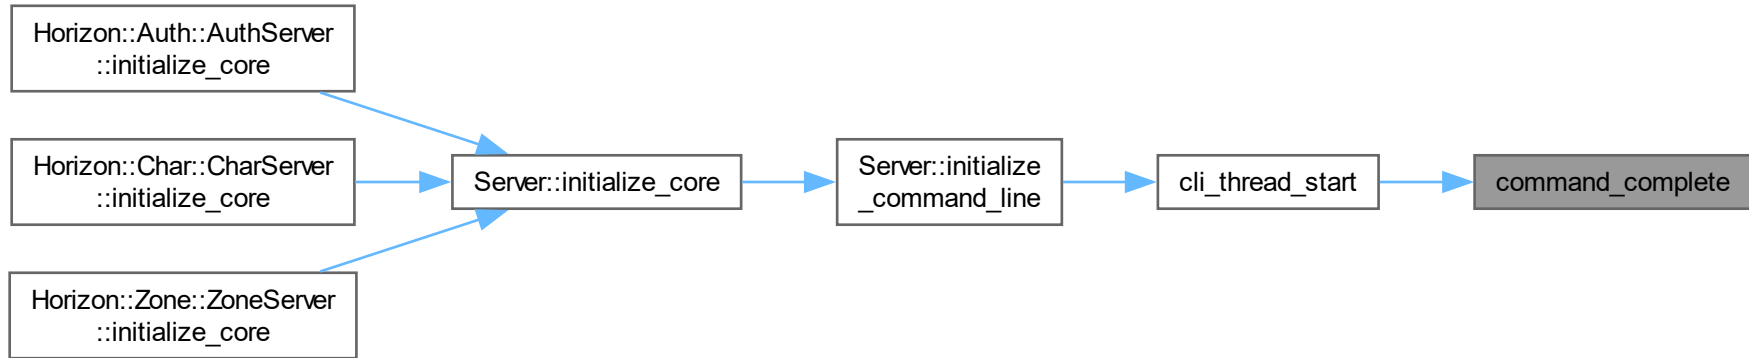 Horizon::Auth::AuthServer
::initialize_core
Horizon::Char::CharServer
::initialize_core
Horizon::Zone::ZoneServer
::initialize_core
Server::initialize_core
Server::initialize
_command_line
cli_thread_start
command_complete